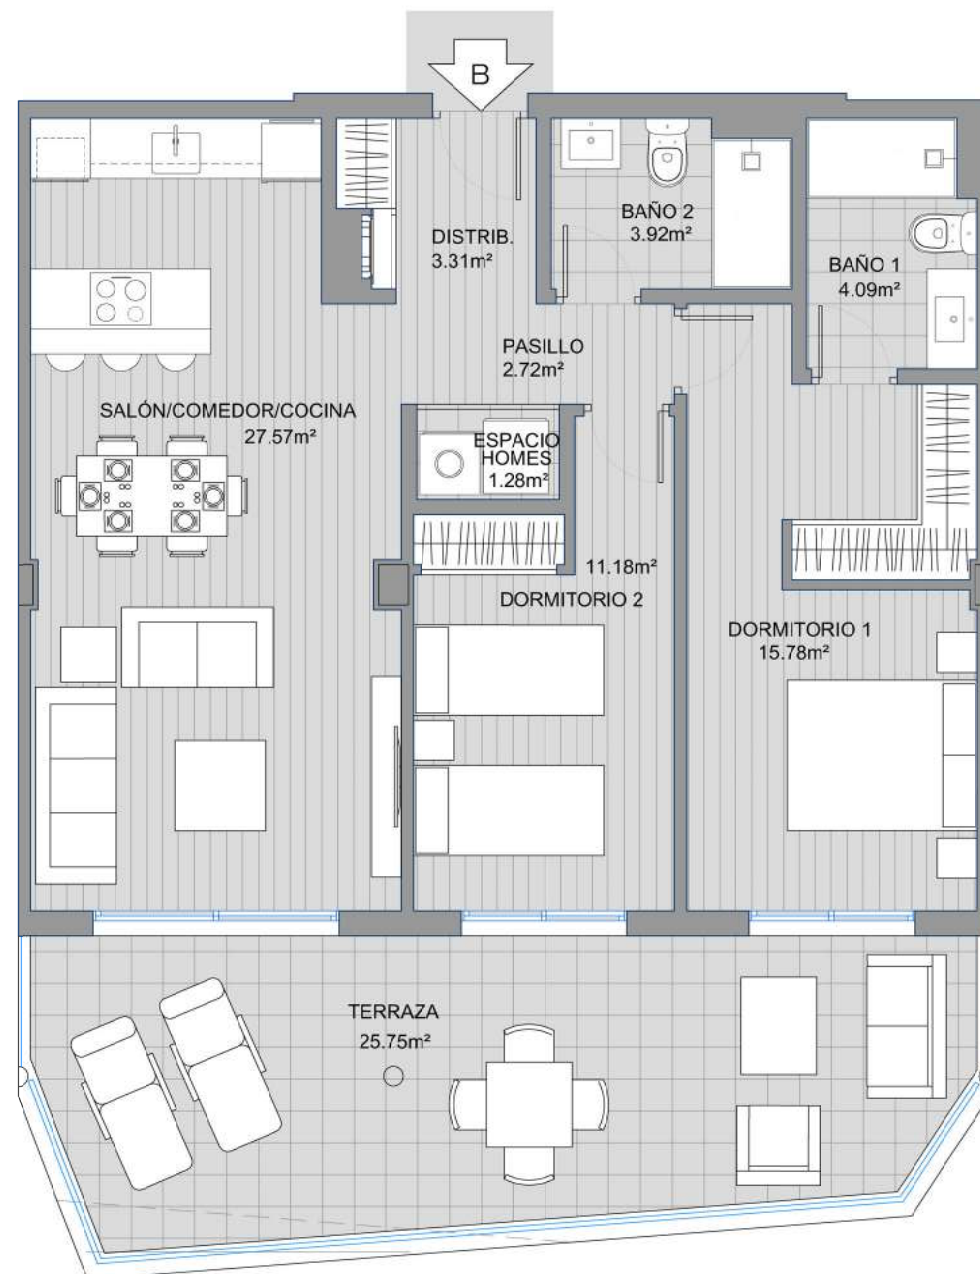 B
BAÑO 2
3.92m²
DISTRIB.
3.31m²
BAÑO 1
4.09m²
PASILLO
2.72m²
SALÓN/COMEDOR/COCINA
27.57m²
ESPACIO
HOMES
1.28m²
11.18m²
DORMITORIO 2
DORMITORIO 1
15.78m²
TERRAZA
25.75m²